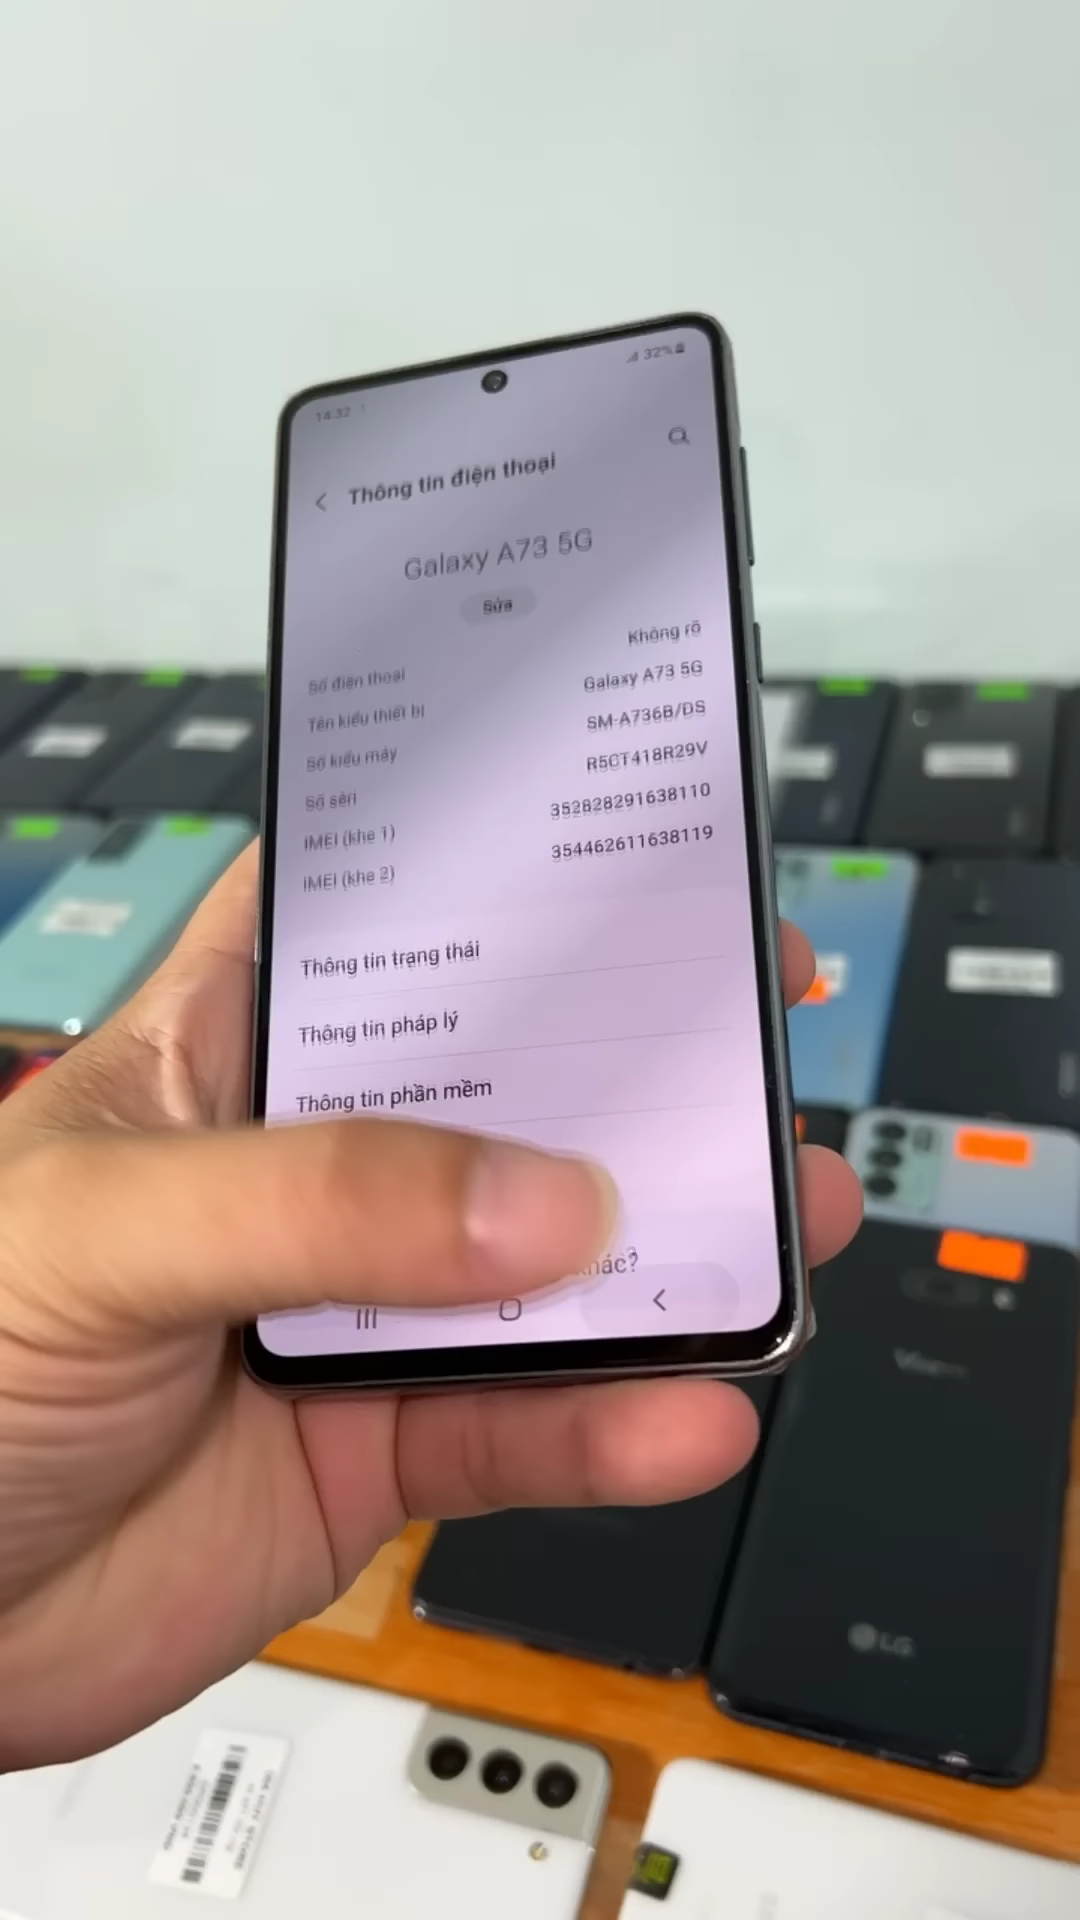 14:32
32%
Thông tin điện thoại
Galaxy A73 5G
Sửa
Số điện thoại
Không rõ
Tên kiểu thiết bị
Galaxy A73 5G
Số kiểu máy
SM-A736B/DS
Số sêri
R5CT418R29V
IMEI (khe 1)
352828291638110
IMEI (khe 2)
354462611638119
Thông tin trạng thái
Thông tin pháp lý
Thông tin phần mềm
khác?
LG